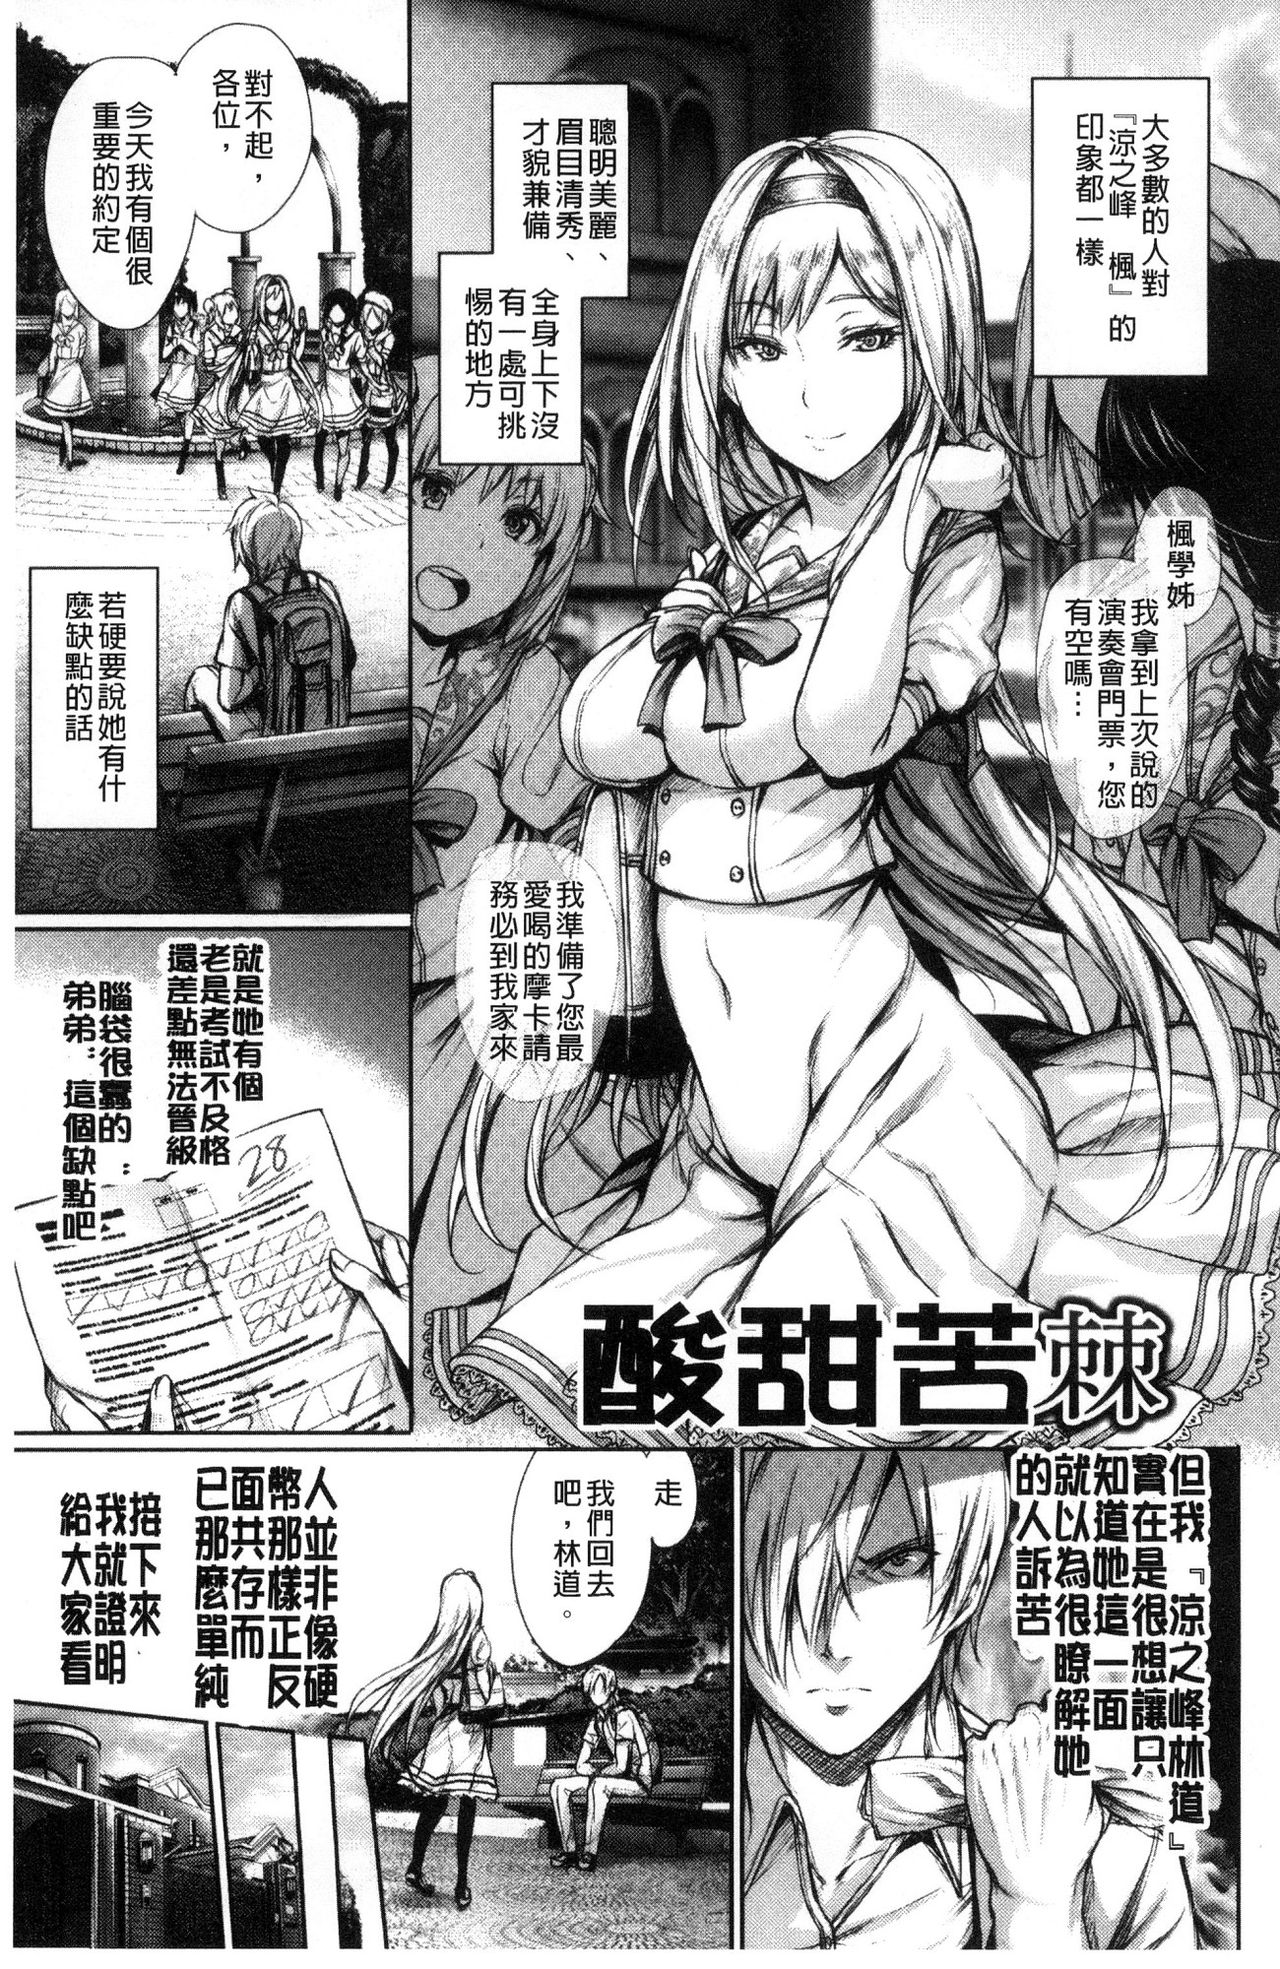 大多數的人對
『涼之峰　楓』的
印象都一樣
聰明美麗、
眉目清秀、
才貌兼備
全身上下沒
有一處可挑
惕的地方
楓學姊
我拿到上次說的
演奏會門票，您
有空嗎…
我準備了您最
愛喝的摩卡請
務必到我家來
對不起，
各位，
今天我有個很
重要的約定
若硬要說她有什
麼缺點的話
就是她有個
老是考試不及格
還差點無法晉級
腦袋很蠢的…
弟弟…這個缺點吧
28
酸甜苦棘
但我『涼之峰林道』
實在是很想讓只
知道她這一面
就以為很瞭解她
的人訴苦
走
我們回去
吧，林道。
人並非像硬
幣那樣正反
面共存而
已那麼單純
接下來
我就證明
給大家看